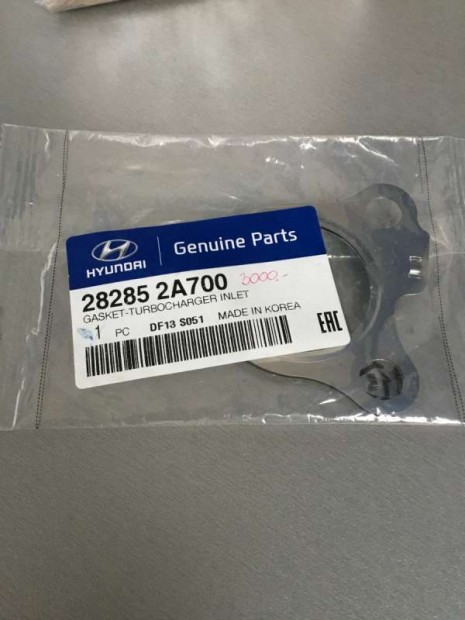 HYUNDAI
Genuine Parts
28285 2A700
3000.-
GASKET-TURBOCHARGER INLET
1 PC DF13 S051 MADE IN KOREA
EAC